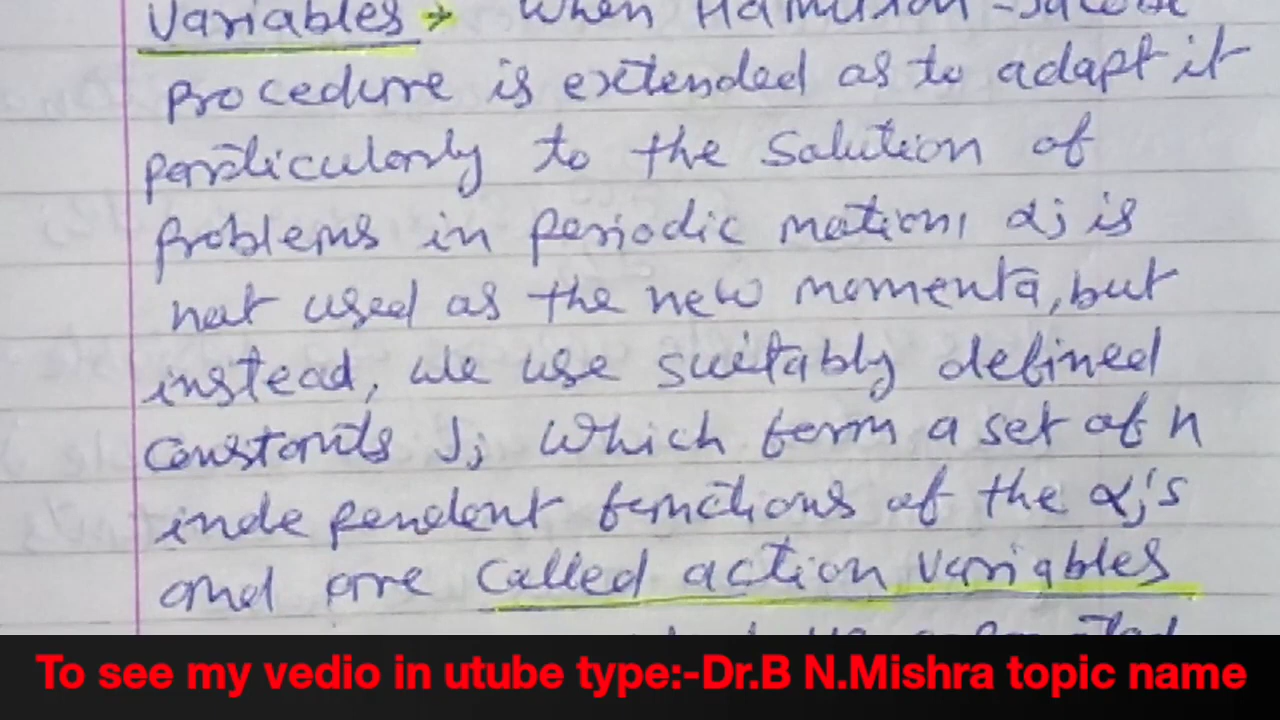 Variables → When Hamilton-Jacobi
procedure is extended as to adapt it
particularly to the solution of
problems in periodic motion, αj is
not used as the new momenta, but
instead, we use suitably defined
constants Jj which form a set of n
inde pendent functions of the αj's
and are called action variables
To see my vedio in utube type:-Dr.B N.Mishra topic name